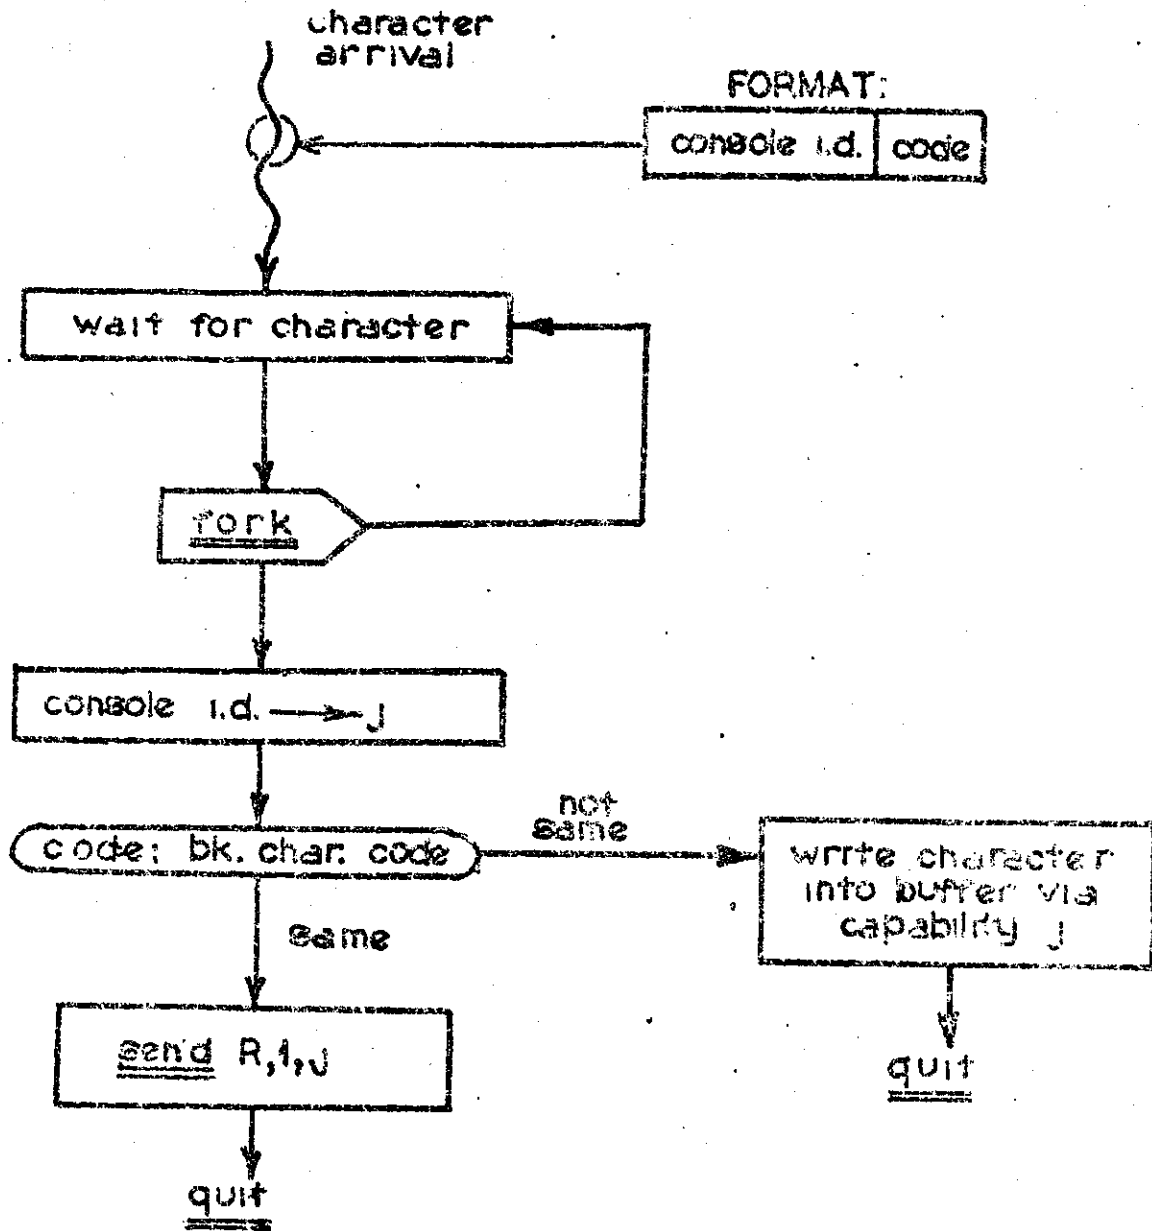 character
arrival
FORMAT:
console i.d. code
wait for character
fork
console i.d. → j
not
same
code: bk. char. code
write character
into buffer via
capability j
same
send R,1,j
quit
quit